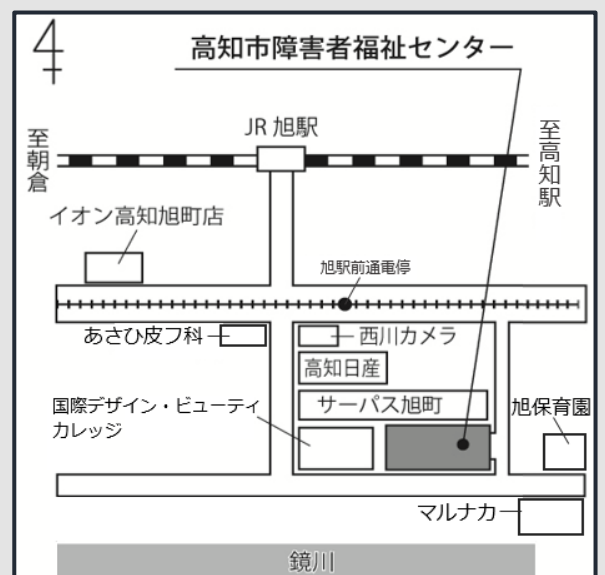 高知市障害者福祉センター
JR 旭駅
至朝倉
至高知駅
イオン高知旭町店
旭駅前通電停
あさひ皮フ科
西川カメラ
高知日産
サーパス旭町
国際デザイン・ビューティ
カレッジ
旭保育園
マルナカ
鏡川